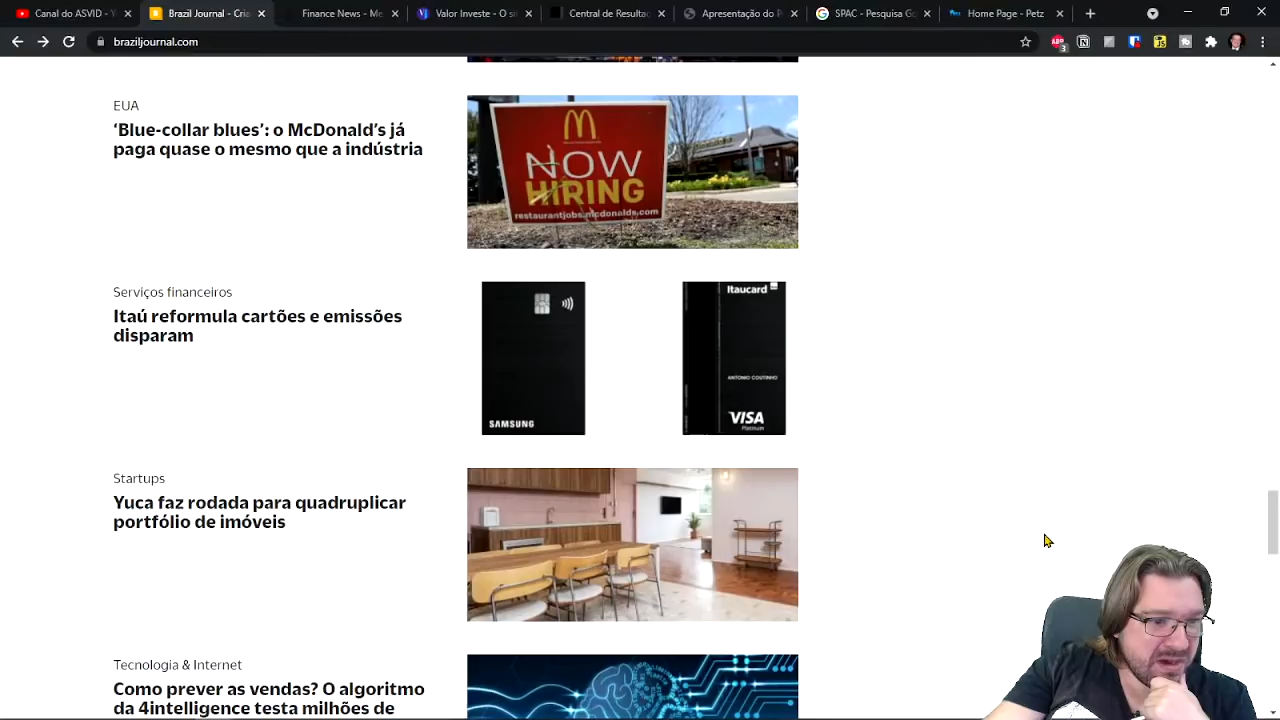 Canal do ASVID - Y
Brazil Journal - Cris
Finance News - Me
Valor Investe - O si
Central de Resultad
Apresentação do P
SPAC - Pesquisa Go
Home Page - Petz
braziljournal.com
EUA
‘Blue-collar blues’: o McDonald’s já
paga quase o mesmo que a indústria
NOW
HIRING
restaurantjobs.mcdonalds.com
Serviços financeiros
Itaú reformula cartões e emissões
disparam
SAMSUNG
Itaucard
ANTONIO COUTINHO
VISA
Platinum
Startups
Yuca faz rodada para quadruplicar
portfólio de imóveis
Tecnologia & Internet
Como prever as vendas? O algoritmo
da 4intelligence testa milhões de